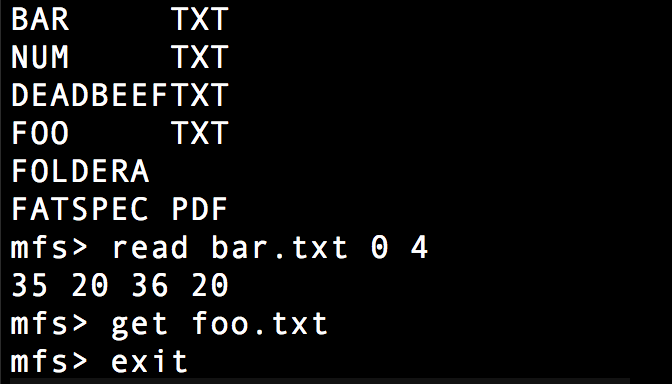 BAR     TXT
NUM     TXT
DEADBEEFTXT
FOO     TXT
FOLDERA
FATSPEC PDF
mfs> read bar.txt 0 4
35 20 36 20
mfs> get foo.txt
mfs> exit